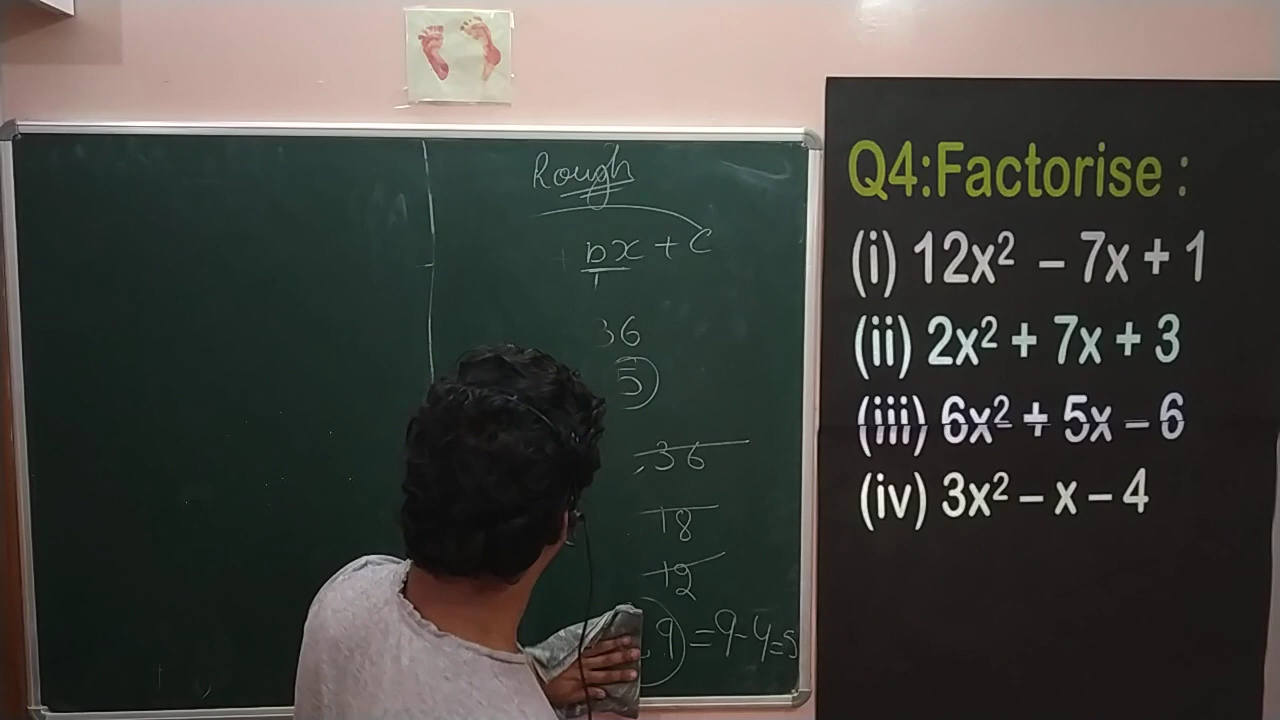 Rough
bx + c
36
5
, 36
18
12
, 9) = 9-4=5
Q4:Factorise :
(i) 12x² – 7x + 1
(ii) 2x² + 7x + 3
(iii) 6x² + 5x – 6
(iv) 3x² – x – 4